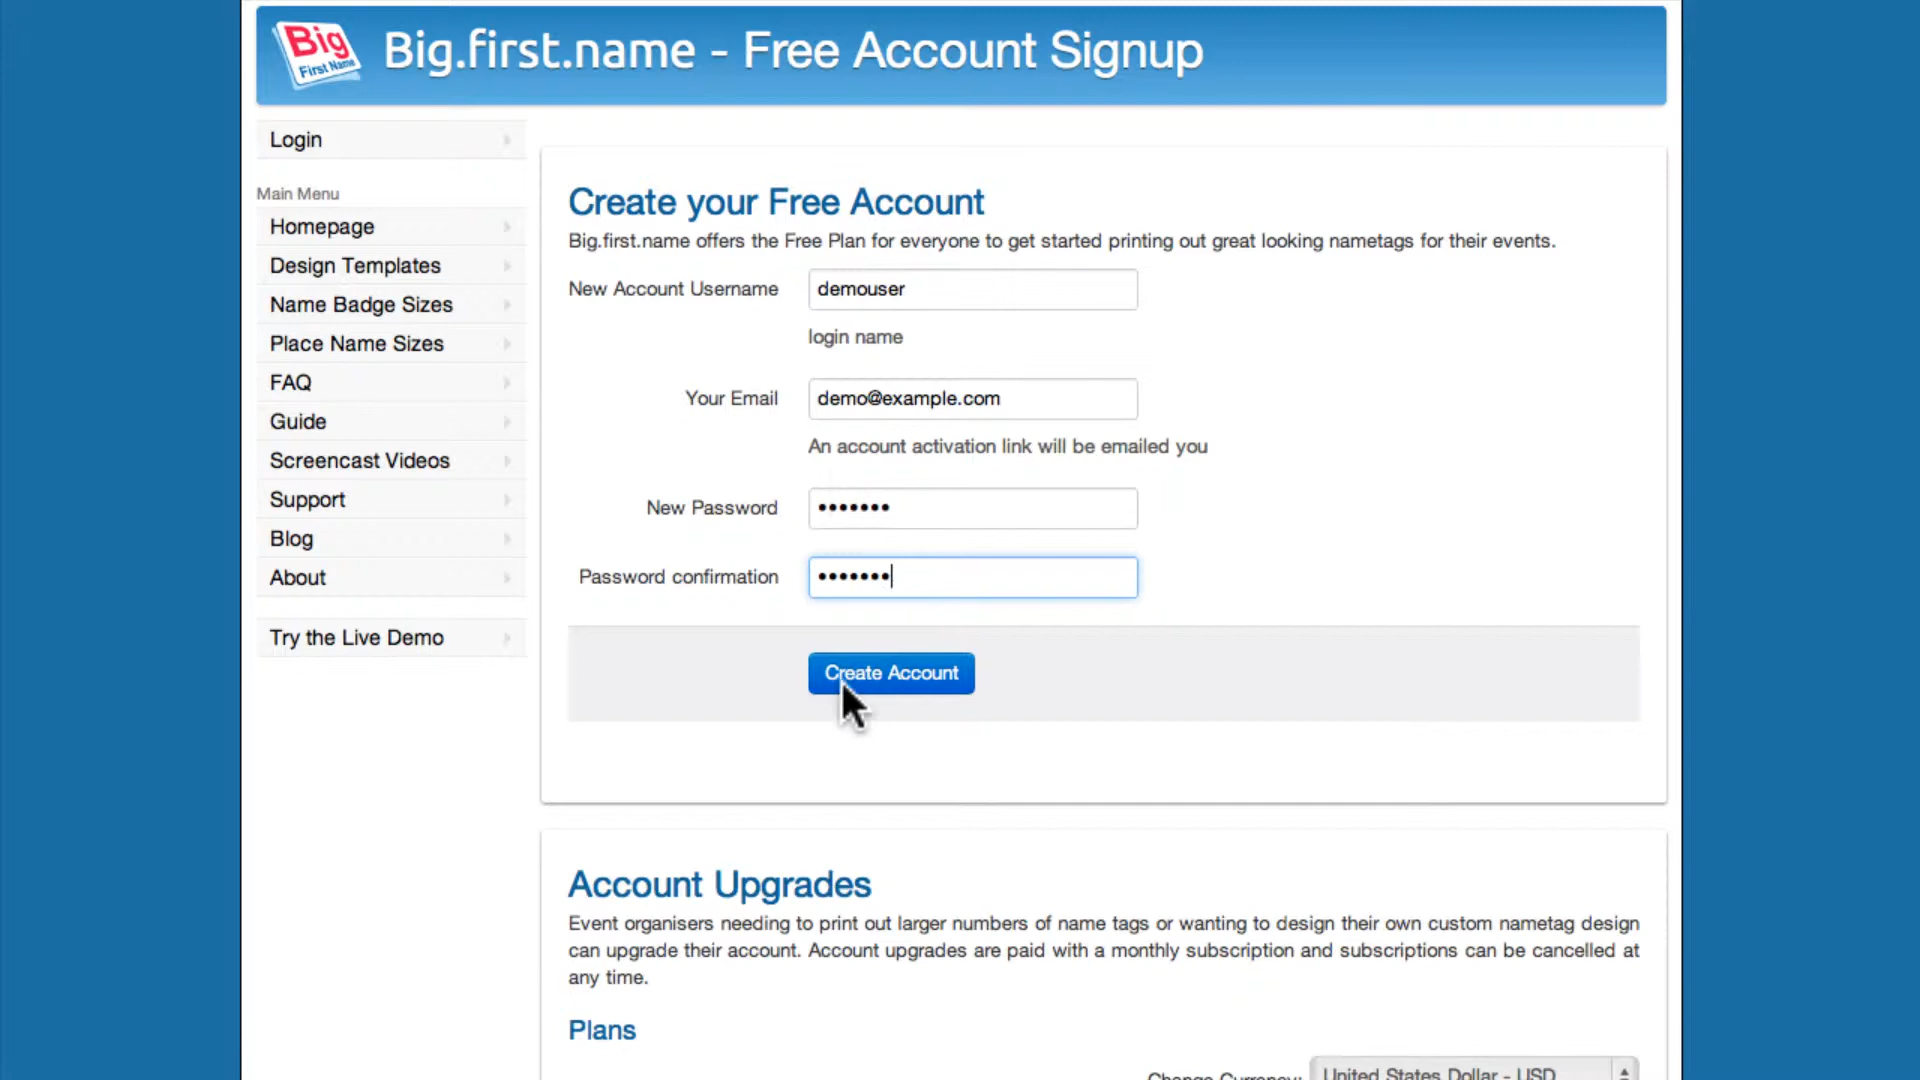 Big
First Name
Big.first.name - Free Account Signup
Login
Main Menu
Homepage
Design Templates
Name Badge Sizes
Place Name Sizes
FAQ
Guide
Screencast Videos
Support
Blog
About
Try the Live Demo
Create your Free Account
Big.first.name offers the Free Plan for everyone to get started printing out great looking nametags for their events.
New Account Username demouser
login name
Your Email demo@example.com
An account activation link will be emailed you
New Password •••••••
Password confirmation •••••••
Create Account
Account Upgrades
Event organisers needing to print out larger numbers of name tags or wanting to design their own custom nametag design
can upgrade their account. Account upgrades are paid with a monthly subscription and subscriptions can be cancelled at
any time.
Plans
Change Currency: United States Dollar - USD